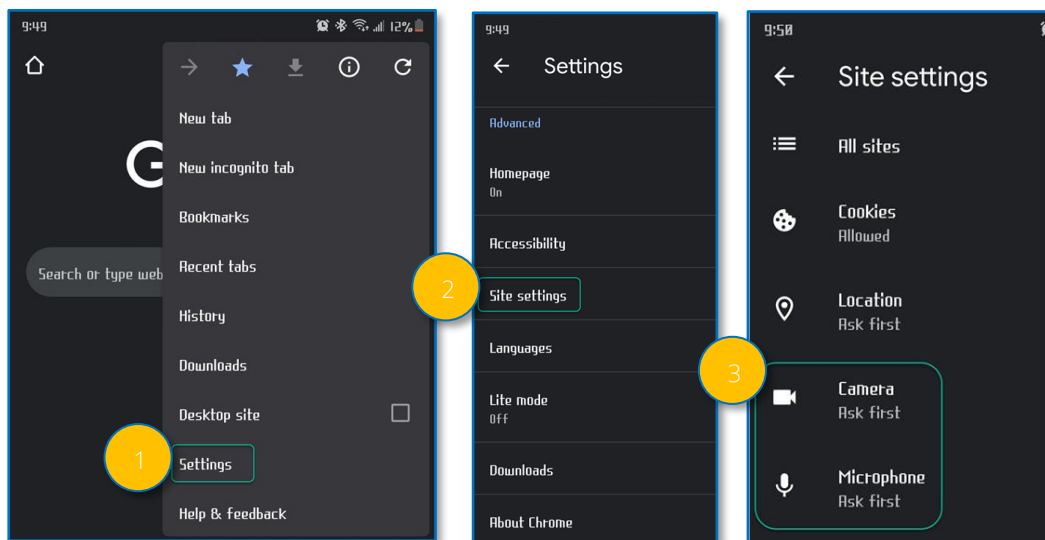 9:49
12%
New tab
New incognito tab
Bookmarks
Search or type web
Recent tabs
History
Downloads
Desktop site
1
Settings
Help & feedback
9:49
Settings
Advanced
Homepage
On
Accessibility
2
Site settings
Languages
Lite mode
Off
Downloads
About Chrome
9:50
Site settings
All sites
Cookies
Allowed
Location
Ask first
3
Camera
Ask first
Microphone
Ask first